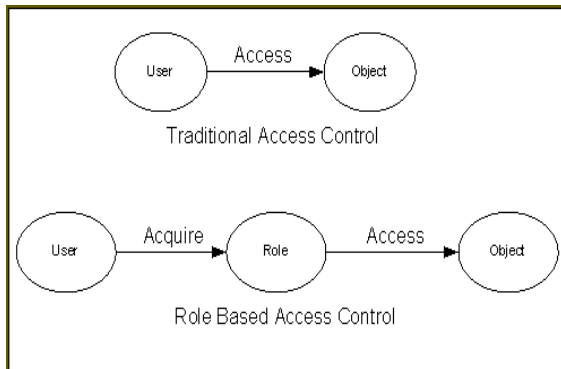 Access
User Object
Traditional Access Control
Acquire Access
User Role Object
Role Based Access Control